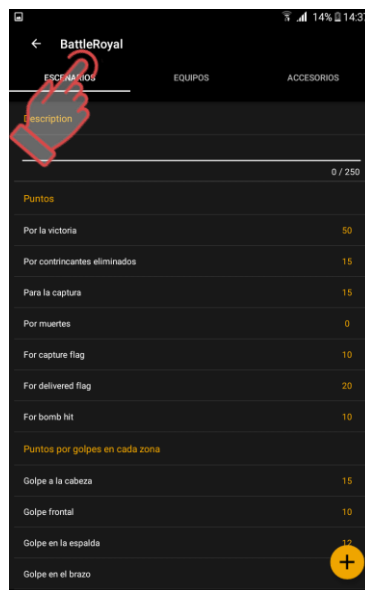 14% 14:37
BattleRoyal
ESCENARIOS EQUIPOS ACCESORIOS
Description
0 / 250
Puntos
Por la victoria 50
Por contrincantes eliminados 15
Para la captura 15
Por muertes 0
For capture flag 10
For delivered flag 20
For bomb hit 10
Puntos por golpes en cada zona
Golpe a la cabeza 15
Golpe frontal 10
Golpe en la espalda 12
Golpe en el brazo